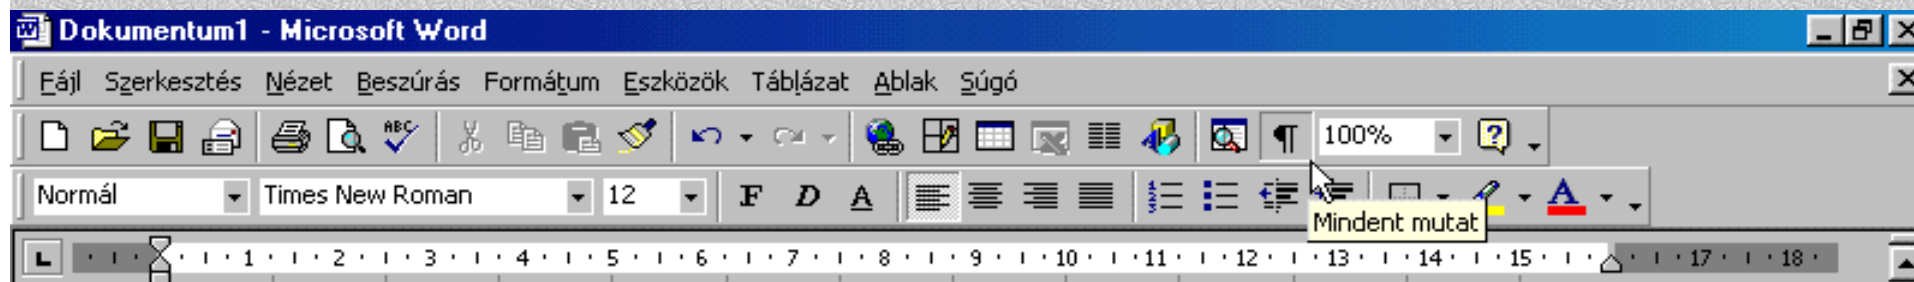 Dokumentum1 - Microsoft Word
Fájl Szerkesztés Nézet Beszúrás Formátum Eszközök Táblázat Ablak Súgó
ABC ¶ 100% ?
Normál Times New Roman 12 F D A A
Mindent mutat
L 1 2 3 4 5 6 7 8 9 10 11 12 13 14 15 17 18